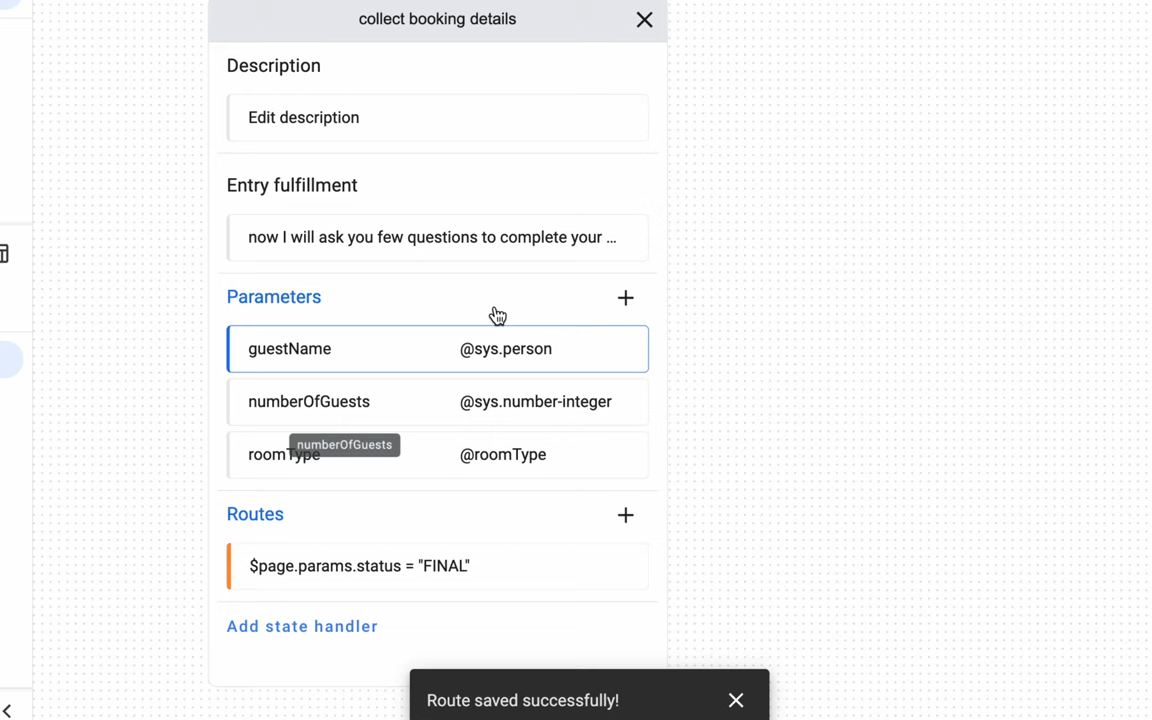 collect booking details
Description
Edit description
Entry fulfillment
now I will ask you few questions to complete your ...
Parameters
guestName @sys.person
numberOfGuests @sys.number-integer
numberOfGuests
roomType @roomType
Routes
$page.params.status = "FINAL"
Add state handler
Route saved successfully!